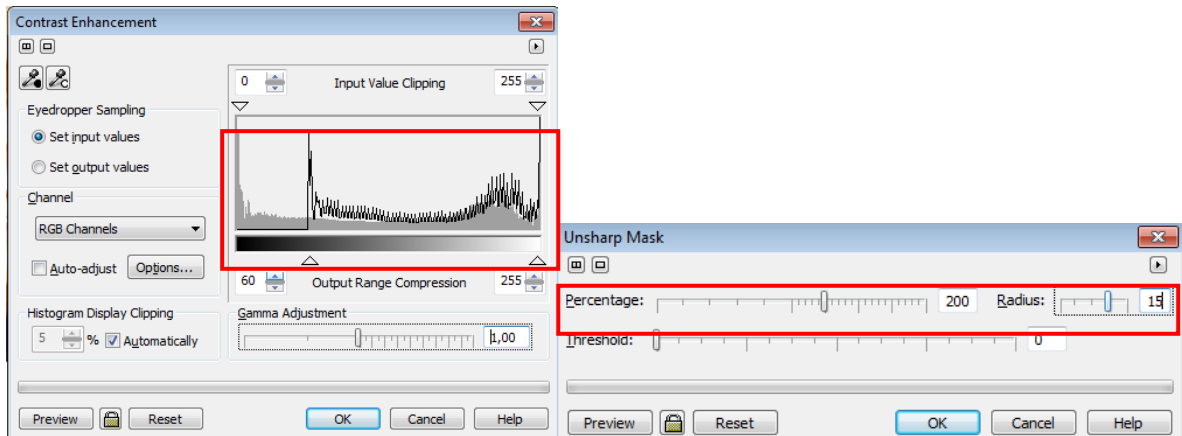 Contrast Enhancement
0 Input Value Clipping 255
Eyedropper Sampling
Set input values
Set output values
Channel
RGB Channels
Auto-adjust Options...
60 Output Range Compression 255
Histogram Display Clipping
5 % Automatically
Gamma Adjustment
1,00
Preview Reset OK Cancel Help
Unsharp Mask
Percentage: 200 Radius: 15
Threshold: 0
Preview Reset OK Cancel Help